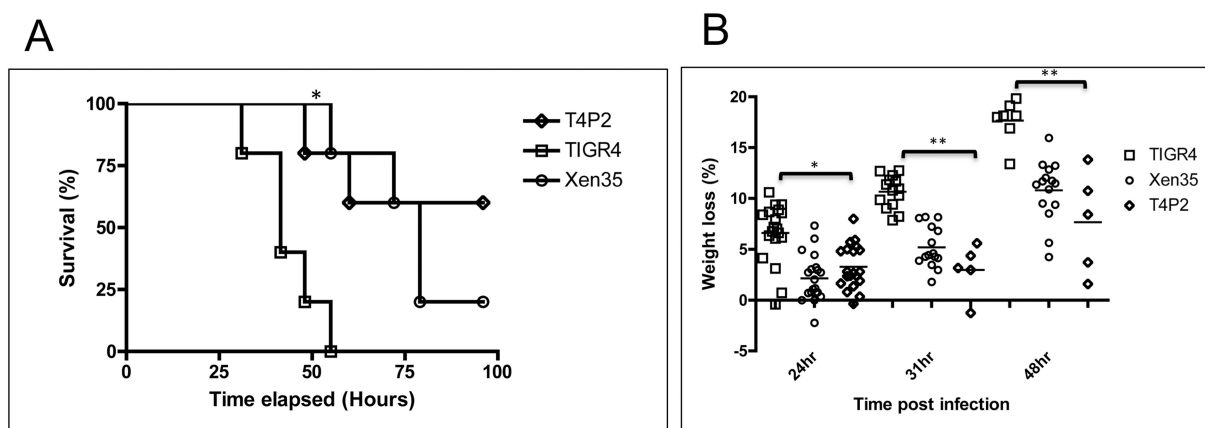 A
*
100
75
50
25
0
Survival (%)
0 25 50 75 100
Time elapsed (Hours)
T4P2
TIGR4
Xen35
B
20
15
10
5
0
-5
Weight loss (%)
*
**
**
24hr 31hr 48hr
Time post infection
TIGR4
Xen35
T4P2